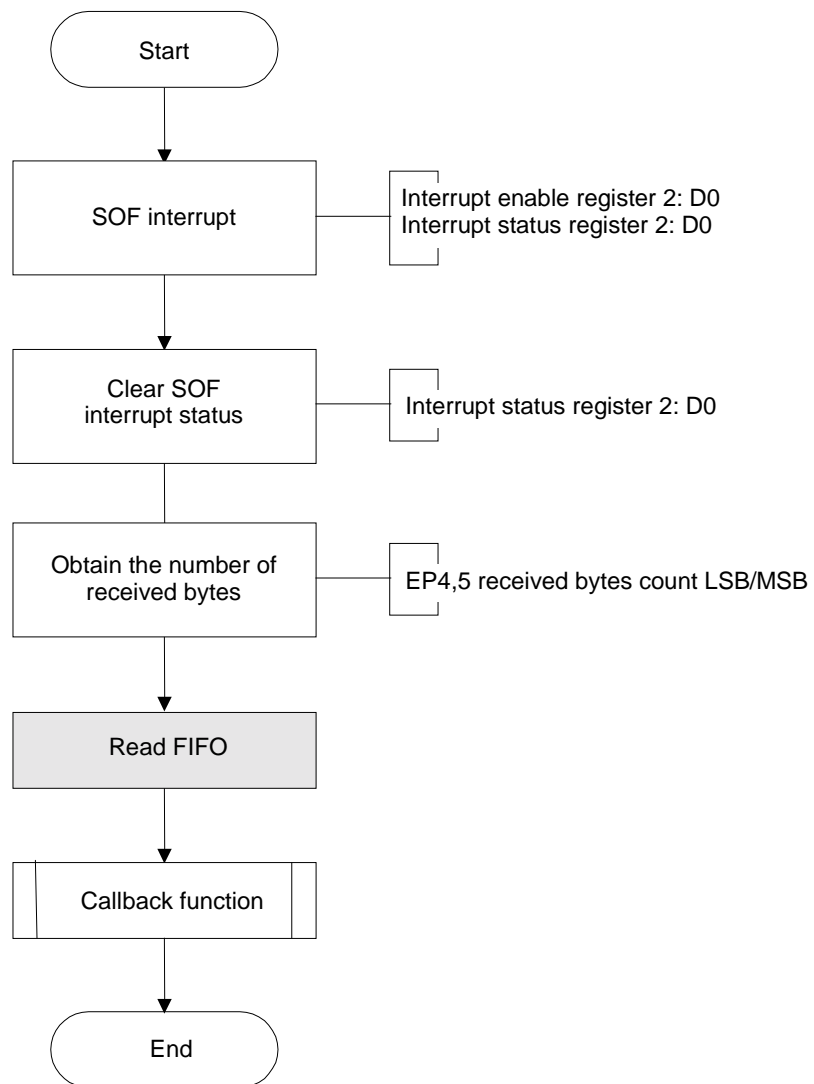 Start
SOF interrupt
Interrupt enable register 2: D0
Interrupt status register 2: D0
Clear SOF
interrupt status
Interrupt status register 2: D0
Obtain the number of
received bytes
EP4,5 received bytes count LSB/MSB
Read FIFO
Callback function
End